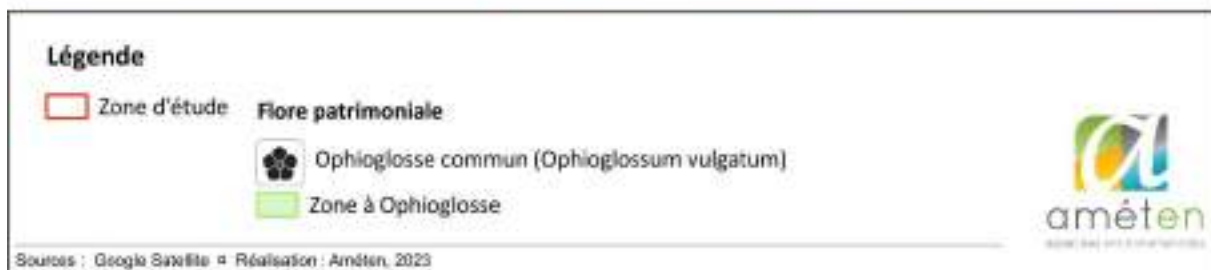 Légende
Zone d'étude
Flore patrimoniale
Ophioglosse commun (Ophioglossum vulgatum)
Zone à Ophioglosse
améten
Sources : Google Satellite ¤ Réalisation : Améten, 2023